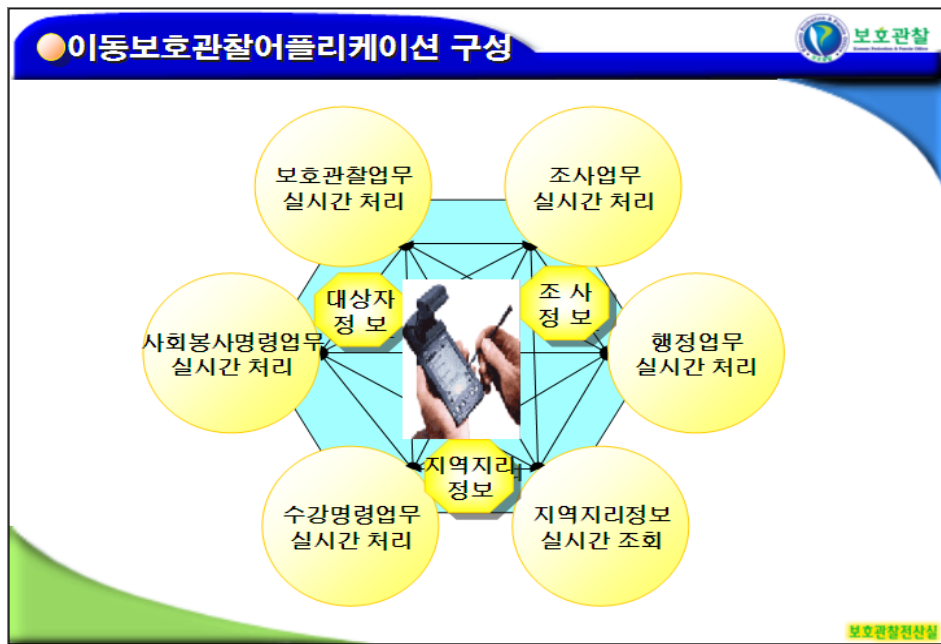 이동보호관찰어플리케이션 구성
보호관찰
보호관찰업무
실시간 처리
조사업무
실시간 처리
대상자
정 보
조 사
정 보
사회봉사명령업무
실시간 처리
행정업무
실시간 처리
지역지리
정보
수강명령업무
실시간 처리
지역지리정보
실시간 조회
보호관찰전산실